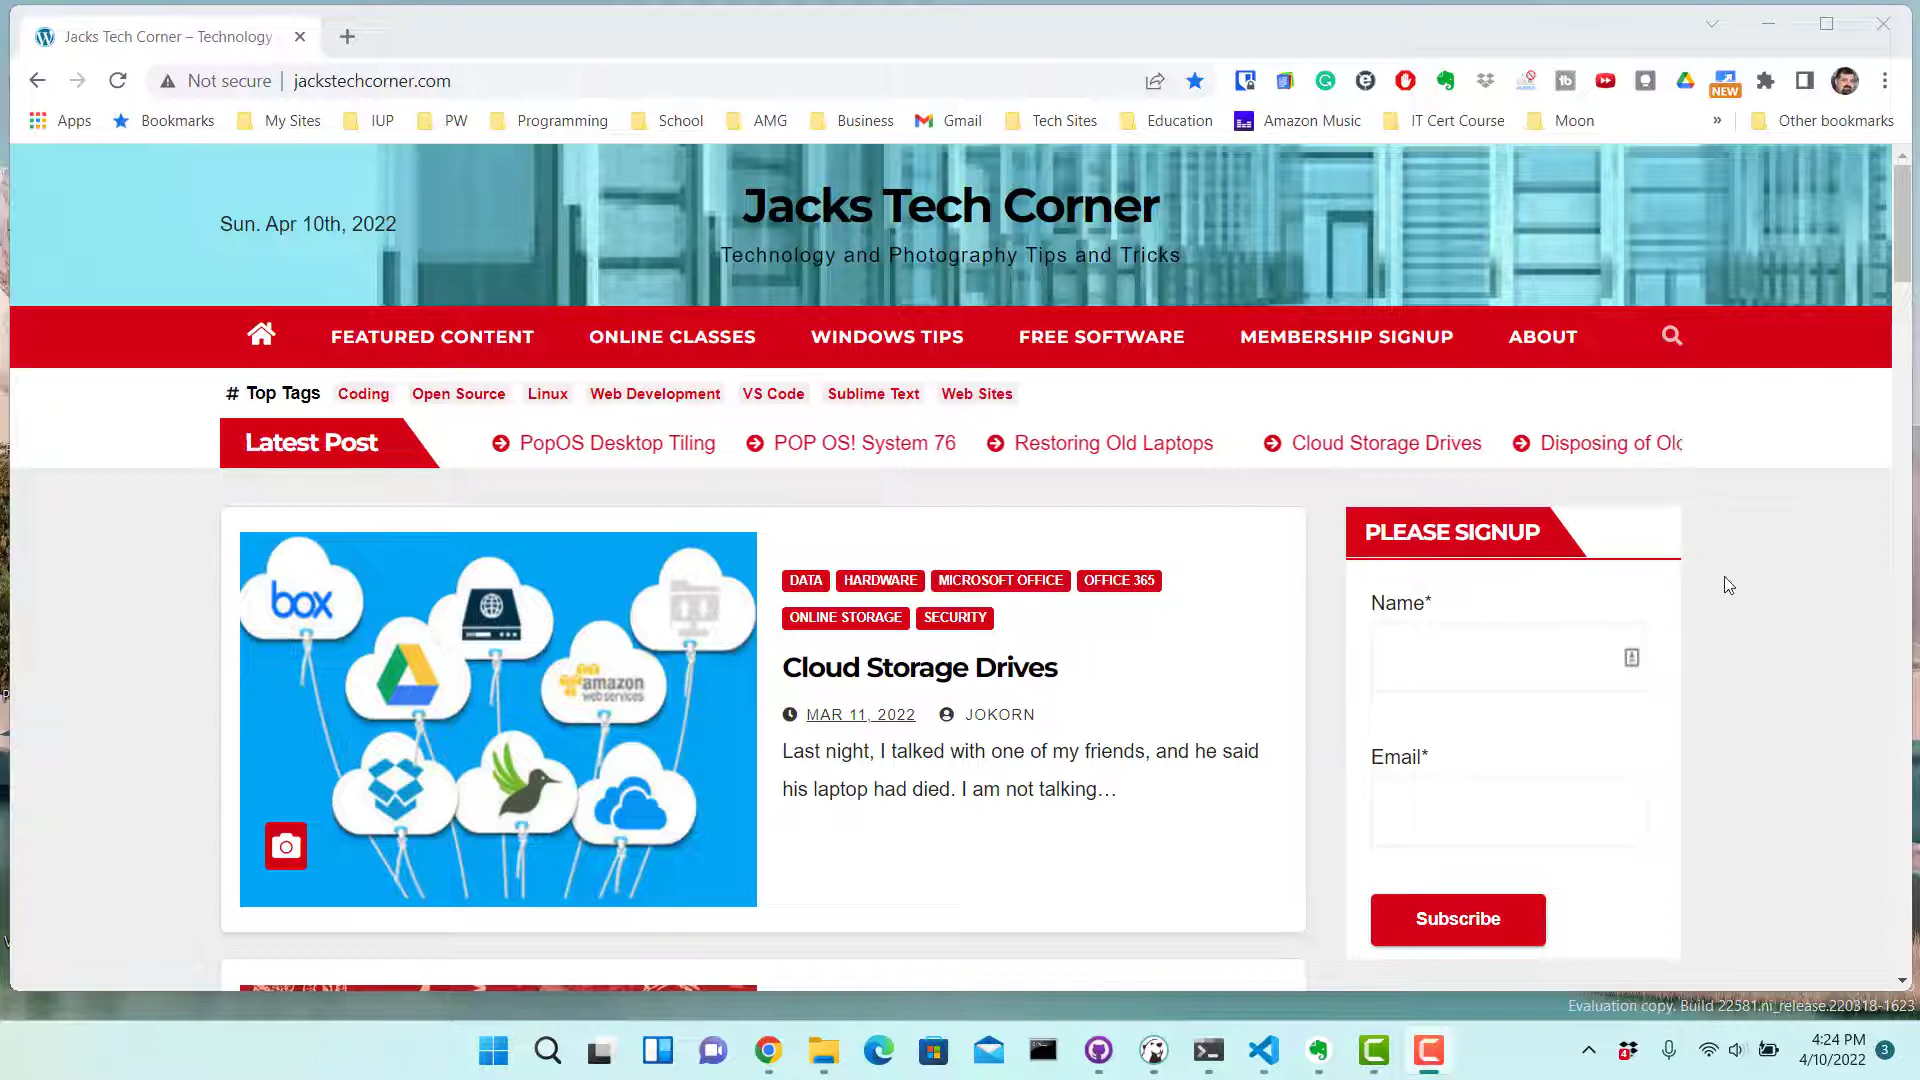 Jacks Tech Corner – Technology
Not secure
jackstechcorner.com
NEW
Apps
Bookmarks
My Sites
IUP
PW
Programming
School
AMG
Business
Gmail
Tech Sites
Education
Amazon Music
IT Cert Course
Moon
»
Other bookmarks
Sun. Apr 10th, 2022
Jacks Tech Corner
Technology and Photography Tips and Tricks
FEATURED CONTENT
ONLINE CLASSES
WINDOWS TIPS
FREE SOFTWARE
MEMBERSHIP SIGNUP
ABOUT
# Top Tags
Coding
Open Source
Linux
Web Development
VS Code
Sublime Text
Web Sites
Latest Post
PopOS Desktop Tiling
POP OS! System 76
Restoring Old Laptops
Cloud Storage Drives
Disposing of Old
box
amazon
webservices
DATA
HARDWARE
MICROSOFT OFFICE
OFFICE 365
ONLINE STORAGE
SECURITY
Cloud Storage Drives
MAR 11, 2022
JOKORN
Last night, I talked with one of my friends, and he said
his laptop had died. I am not talking…
PLEASE SIGNUP
Name*
Email*
Subscribe
Evaluation copy. Build 22581.ni_release.220318-1623
4:24 PM
4/10/2022
3